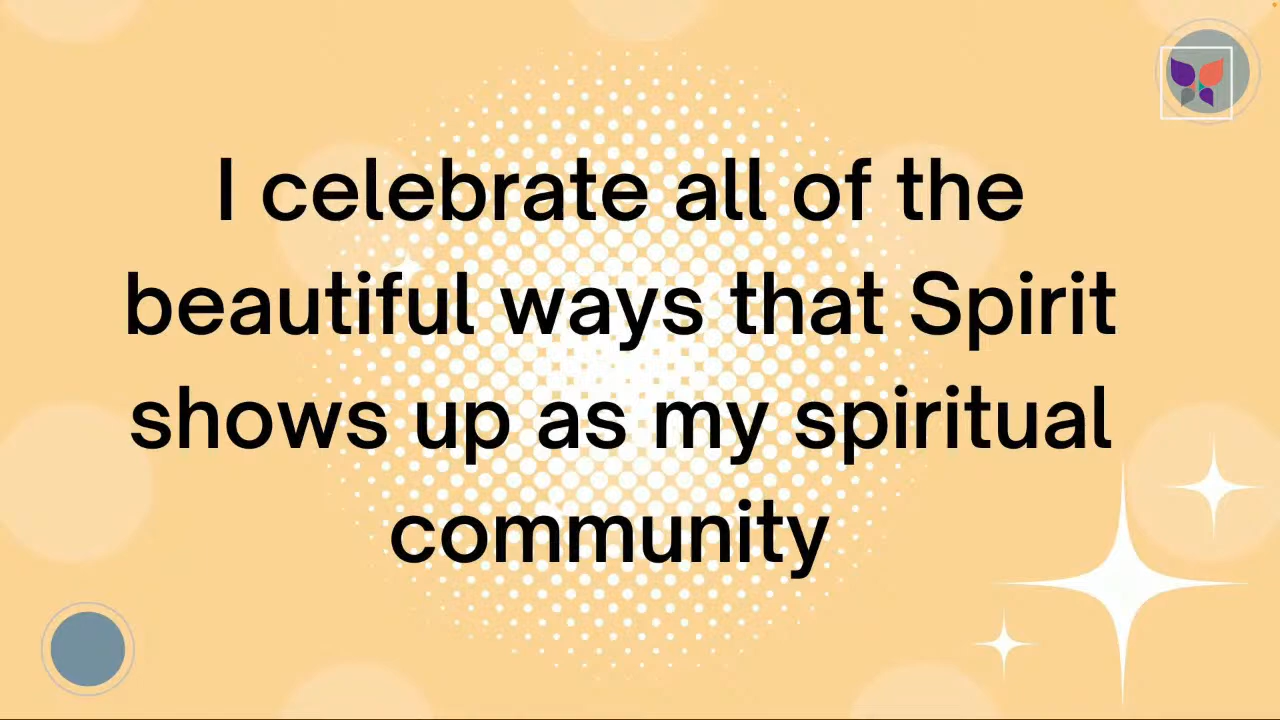 I celebrate all of the
beautiful ways that Spirit
shows up as my spiritual
community